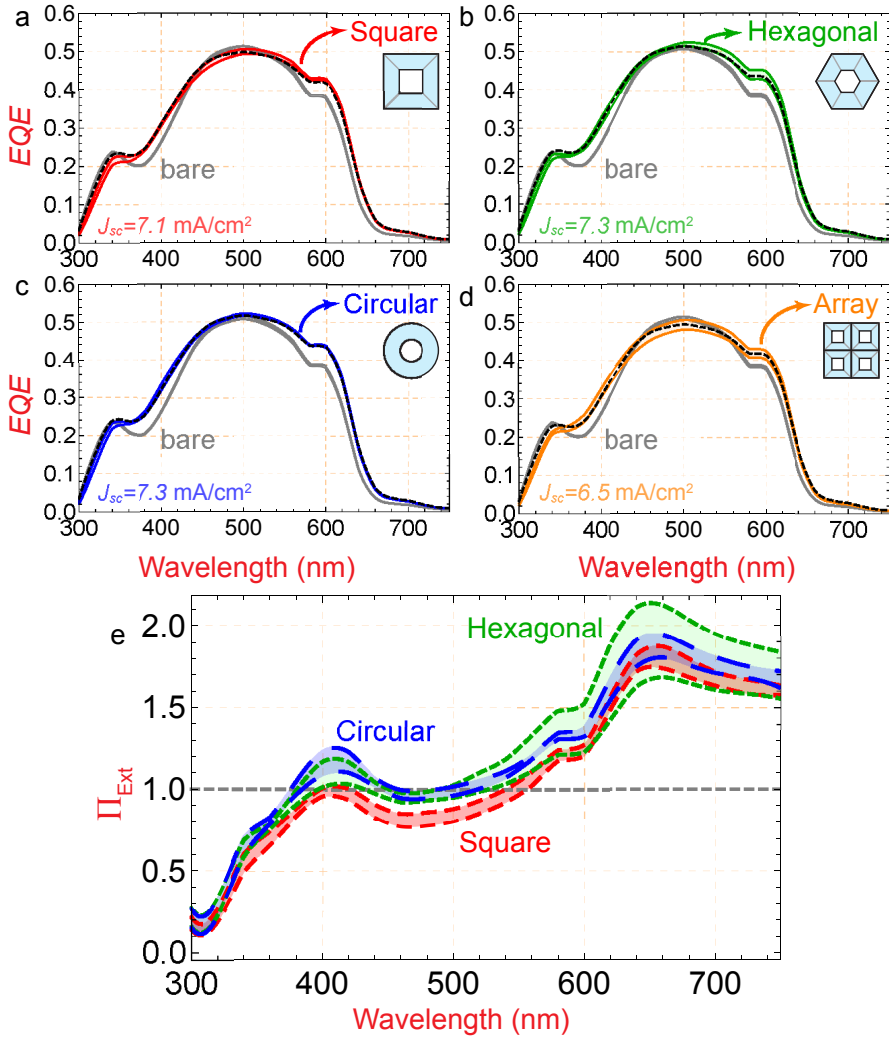 a
Square
b
Hexagonal
0.6
0.5
0.4
0.3
0.2
0.1
0.0
EQE
bare
bare
J_sc=7.1 mA/cm²
J_sc=7.3 mA/cm²
300 400 500 600 700
300 400 500 600 700
0.6
0.5
0.4
0.3
0.2
0.1
0.0
c
Circular
d
Array
0.6
0.5
0.4
0.3
0.2
0.1
0.0
EQE
bare
bare
J_sc=7.3 mA/cm²
J_sc=6.5 mA/cm²
300 400 500 600 700
300 400 500 600 700
0.6
0.5
0.4
0.3
0.2
0.1
0.0
Wavelength (nm)
Wavelength (nm)
e
2.0
1.5
1.0
0.5
0.0
Π_Ext
Hexagonal
Circular
Square
300 400 500 600 700
Wavelength (nm)